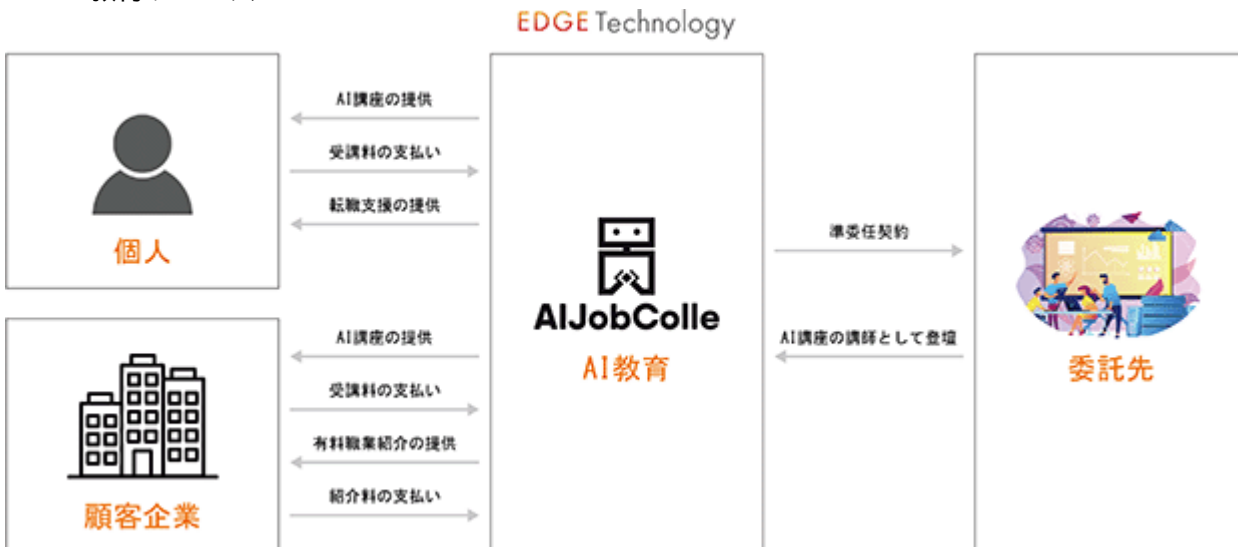 EDGE Technology
AI講座の提供
受講料の支払い
転職支援の提供
個人
AI講座の提供
受講料の支払い
有料職業紹介の提供
紹介料の支払い
顧客企業
AIJobColle
AI教育
準委任契約
AI講座の講師として登壇
委託先